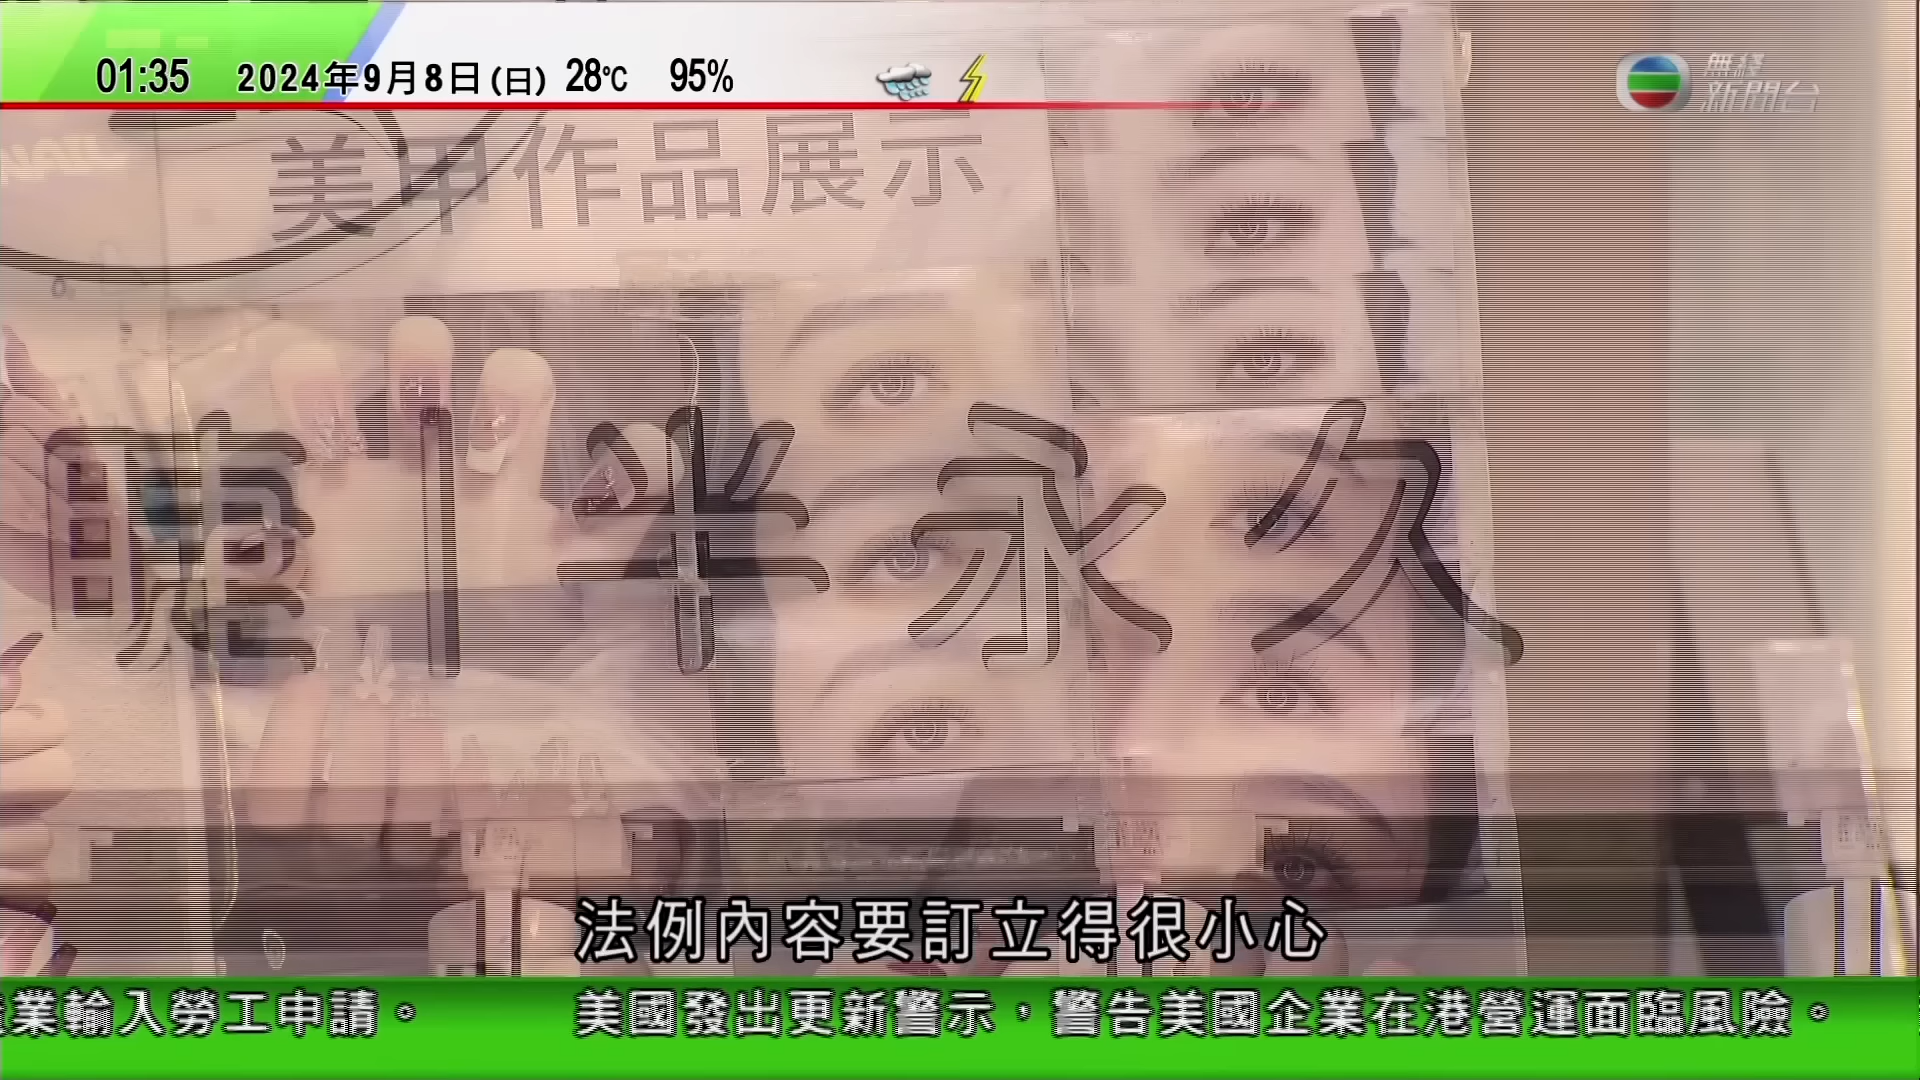 01:35 2024年9月8日(日) 28℃ 95%
無綫
新聞台
美甲作品展示
睫|半永久
法例內容要訂立得很小心
業輸入勞工申請。 美國發出更新警示，警告美國企業在港營運面臨風險。